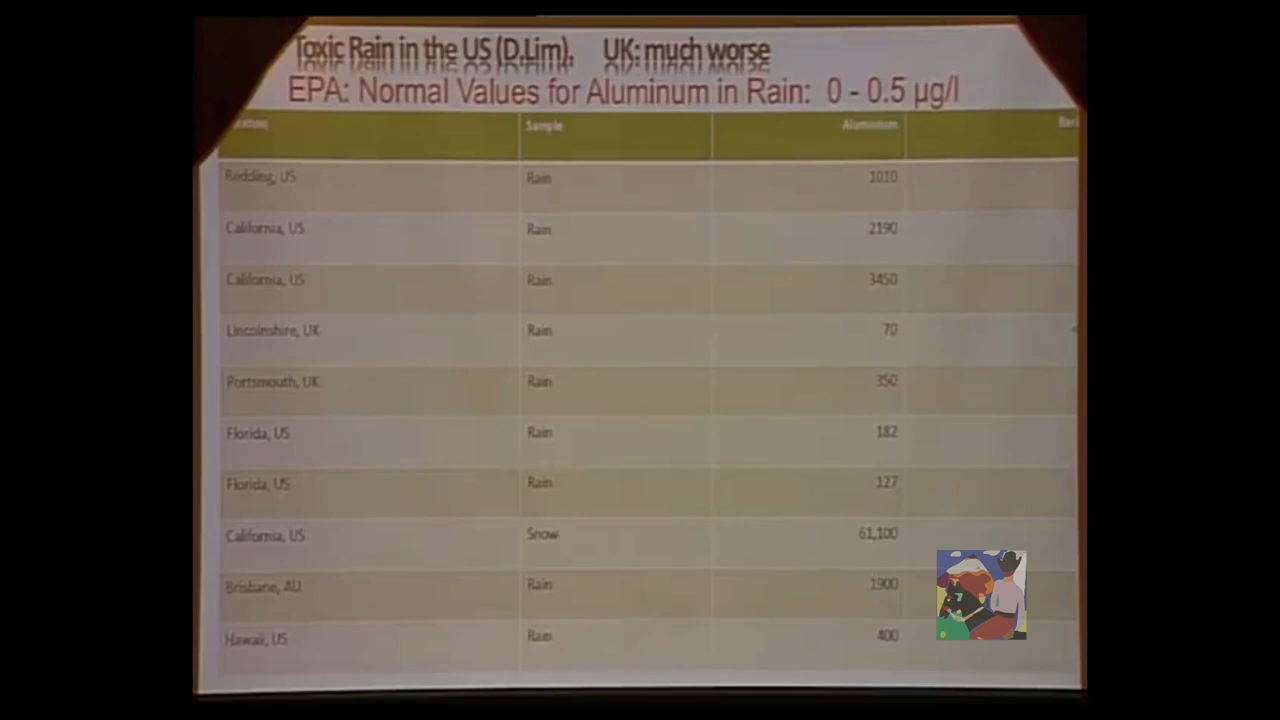 Toxic Rain in the US (D.Lim). UK: much worse
EPA: Normal Values for Aluminum in Rain: 0 - 0.5 µg/l
Sample Aluminum
Redding, US Rain 1010
California, US Rain 2190
California, US Rain 3450
Lincolnshire, UK Rain 70
Portsmouth, UK Rain 350
Florida, US Rain 182
Florida, US Rain 127
California, US Snow 61,100
Brisbane, AU Rain 1900
Hawaii, US Rain 400